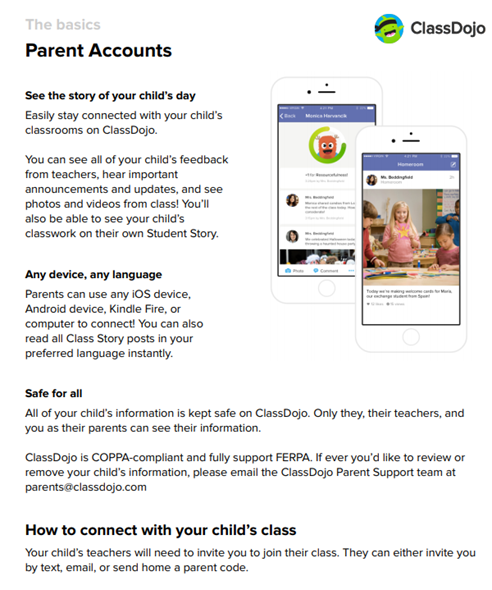 The basics
ClassDojo
Parent Accounts
See the story of your child's day
Easily stay connected with your child's
classrooms on ClassDojo.
You can see all of your child's feedback
from teachers, hear important
announcements and updates, and see
photos and videos from class! You'll
also be able to see your child's
classwork on their own Student Story.
Back
Monica Harvancik
+1 for Resourcefulness!
Mrs. Beddingfield
Mrs. Beddingfield
Photo
Comment
Homeroom
Ms. Beddingfield
Homeroom
Today we're making welcome cards for Maria,
our exchange student from Spain!
Any device, any language
Parents can use any iOS device,
Android device, Kindle Fire, or
computer to connect! You can also
read all Class Story posts in your
preferred language instantly.
Safe for all
All of your child's information is kept safe on ClassDojo. Only they, their teachers, and
you as their parents can see their information.
ClassDojo is COPPA-compliant and fully support FERPA. If ever you'd like to review or
remove your child's information, please email the ClassDojo Parent Support team at
parents@classdojo.com
How to connect with your child's class
Your child's teachers will need to invite you to join their class. They can either invite you
by text, email, or send home a parent code.